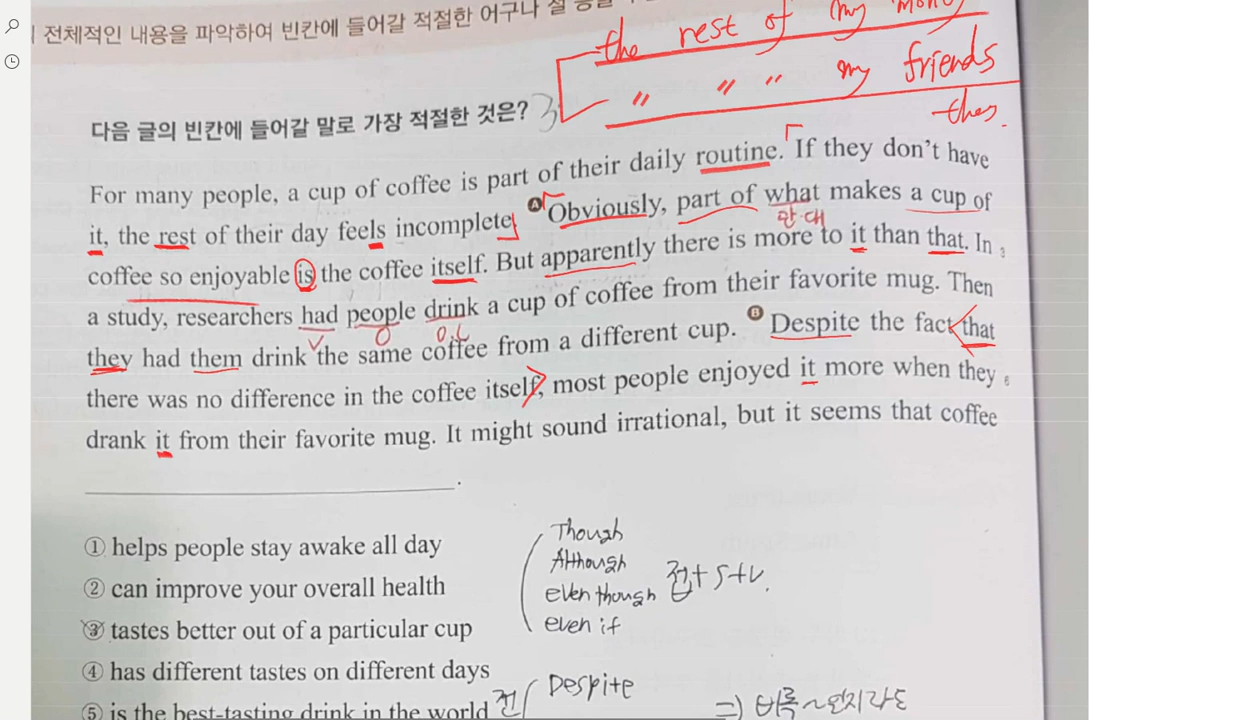 전체적인 내용을 파악하여 빈칸에 들어갈 적절한 어구나
the rest of my
" " " my friends
다음 글의 빈칸에 들어갈 말로 가장 적절한 것은? 3
For many people, a cup of coffee is part of their daily routine. If they don't have
it, the rest of their day feels incomplete. A Obviously, part of what makes a cup of
만·대
coffee so enjoyable is the coffee itself. But apparently there is more to it than that. In
a study, researchers had people drink a cup of coffee from their favorite mug. Then
V O O.C
they had them drink the same coffee from a different cup. B Despite the fact that
there was no difference in the coffee itself, most people enjoyed it more when they
drank it from their favorite mug. It might sound irrational, but it seems that coffee
① helps people stay awake all day
② can improve your overall health
③ tastes better out of a particular cup
④ has different tastes on different days
⑤ is the best-tasting drink in the world
Though
Although
even though 접+S+V.
even if
전 Despite